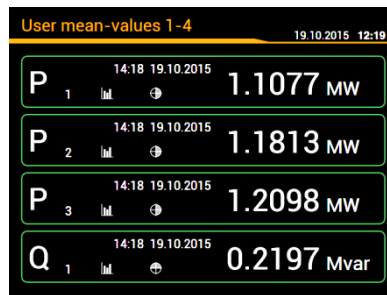 User mean-values 1-4
19.10.2015 12:19
14:18 19.10.2015
P 1 1.1077 MW
14:18 19.10.2015
P 2 1.1813 MW
14:18 19.10.2015
P 3 1.2098 MW
14:18 19.10.2015
Q 1 0.2197 Mvar